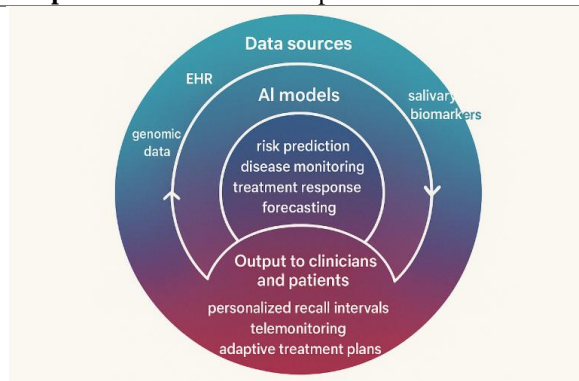 Data sources
EHR
AI models
salivary
biomarkers
genomic
data
risk prediction
disease monitoring
treatment response
forecasting
Output to clinicians
and patients
personalized recall intervals
telemonitoring
adaptive treatment plans